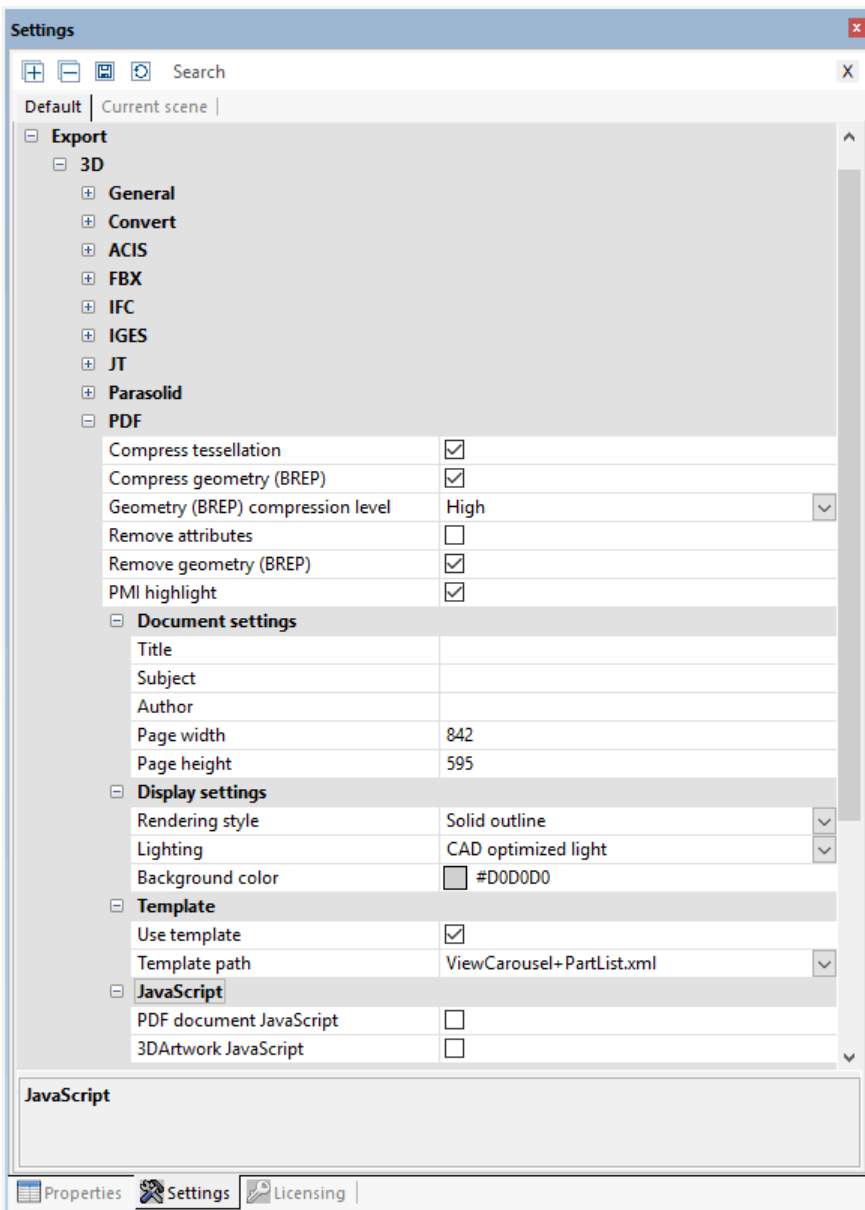 Settings
x
Search X
Default Current scene
Export
3D
General
Convert
ACIS
FBX
IFC
IGES
JT
Parasolid
PDF
Compress tessellation
Compress geometry (BREP)
Geometry (BREP) compression level High
Remove attributes
Remove geometry (BREP)
PMI highlight
Document settings
Title
Subject
Author
Page width 842
Page height 595
Display settings
Rendering style Solid outline
Lighting CAD optimized light
Background color #D0D0D0
Template
Use template
Template path ViewCarousel+PartList.xml
JavaScript
PDF document JavaScript
3DArtwork JavaScript
JavaScript
Properties Settings Licensing